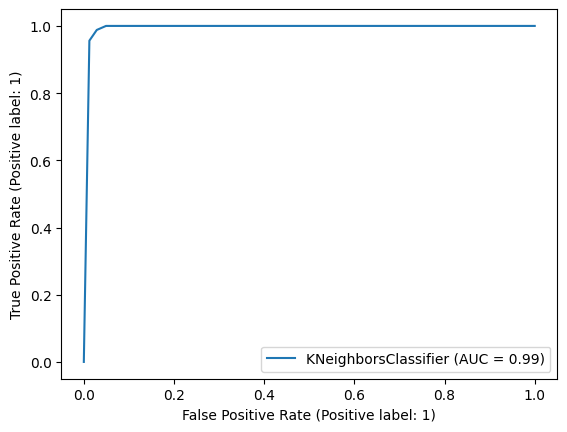 1.0
0.8
0.6
0.4
0.2
0.0
True Positive Rate (Positive label: 1)
KNeighborsClassifier (AUC = 0.99)
0.0 0.2 0.4 0.6 0.8 1.0
False Positive Rate (Positive label: 1)